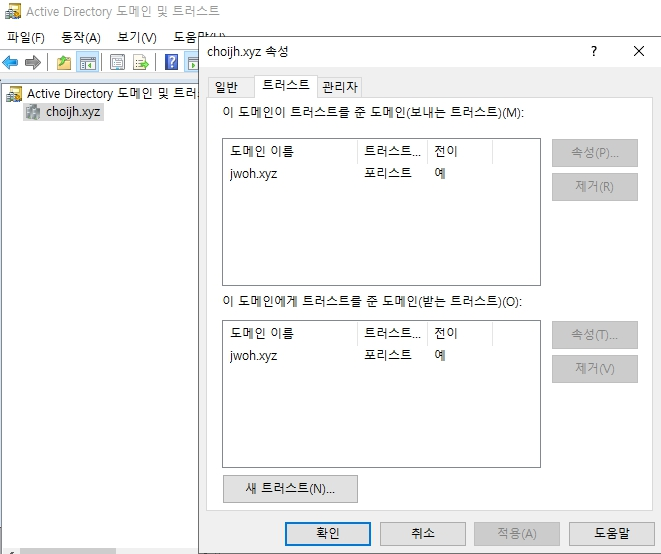 Active Directory 도메인 및 트러스트
파일(F) 동작(A) 보기(V)
choijh.xyz 속성
? ✕
Active Directory 도메인 및
choijh.xyz
일반 트러스트 관리자
이 도메인이 트러스트를 준 도메인(보내는 트러스트)(M):
도메인 이름 트러스트... 전이
jwoh.xyz 포리스트 예
속성(P)...
제거(R)
이 도메인에게 트러스트를 준 도메인(받는 트러스트)(O):
도메인 이름 트러스트... 전이
jwoh.xyz 포리스트 예
속성(T)...
제거(V)
새 트러스트(N)...
확인 취소 적용(A) 도움말